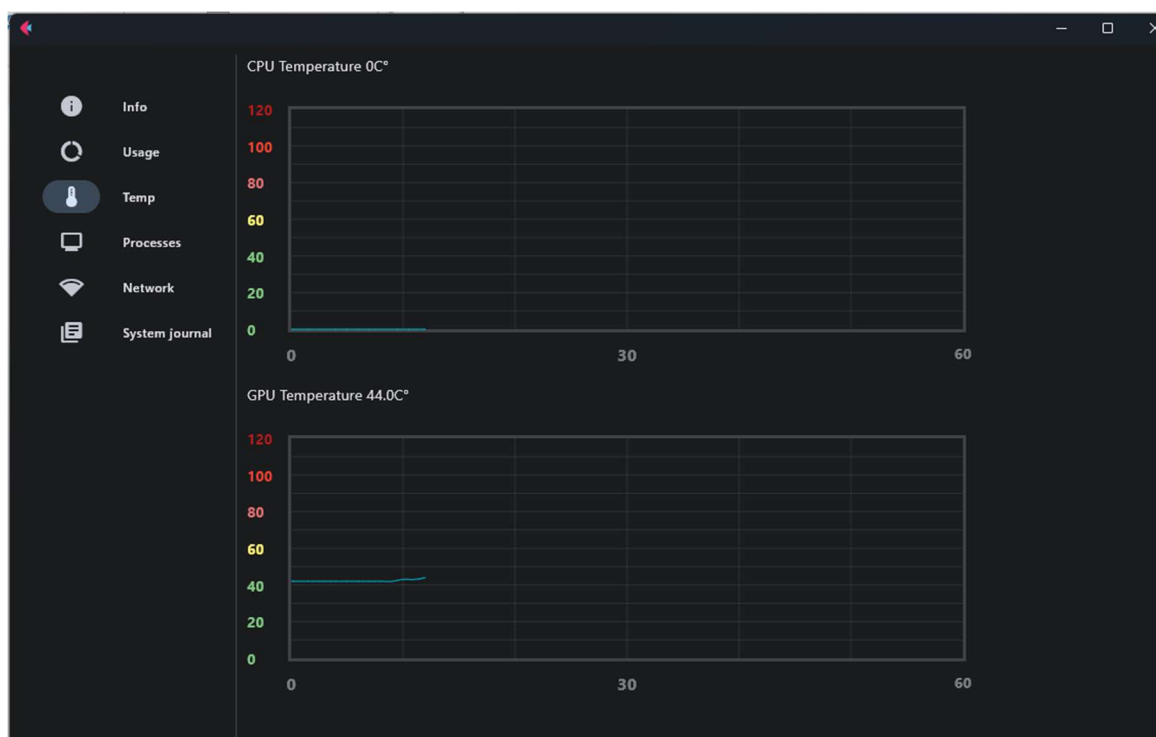 Info
Usage
Temp
Processes
Network
System journal
CPU Temperature 0C°
120
100
80
60
40
20
0
0 30 60
GPU Temperature 44.0C°
120
100
80
60
40
20
0
0 30 60